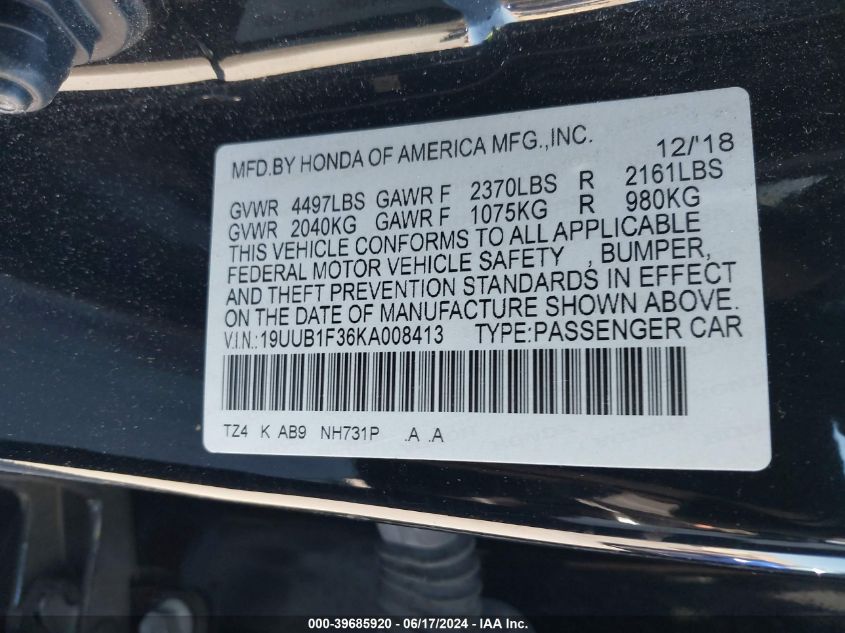 MFD.BY HONDA OF AMERICA MFG.,INC. 12/'18
GVWR 4497LBS GAWR F 2370LBS R 2161LBS
GVWR 2040KG GAWR F 1075KG R 980KG
THIS VEHICLE CONFORMS TO ALL APPLICABLE
FEDERAL MOTOR VEHICLE SAFETY , BUMPER,
AND THEFT PREVENTION STANDARDS IN EFFECT
ON THE DATE OF MANUFACTURE SHOWN ABOVE.
V.I.N.:19UUB1F36KA008413 TYPE:PASSENGER CAR
TZ4 K AB9 NH731P .A .A
000-39685920 - 06/17/2024 - IAA Inc.